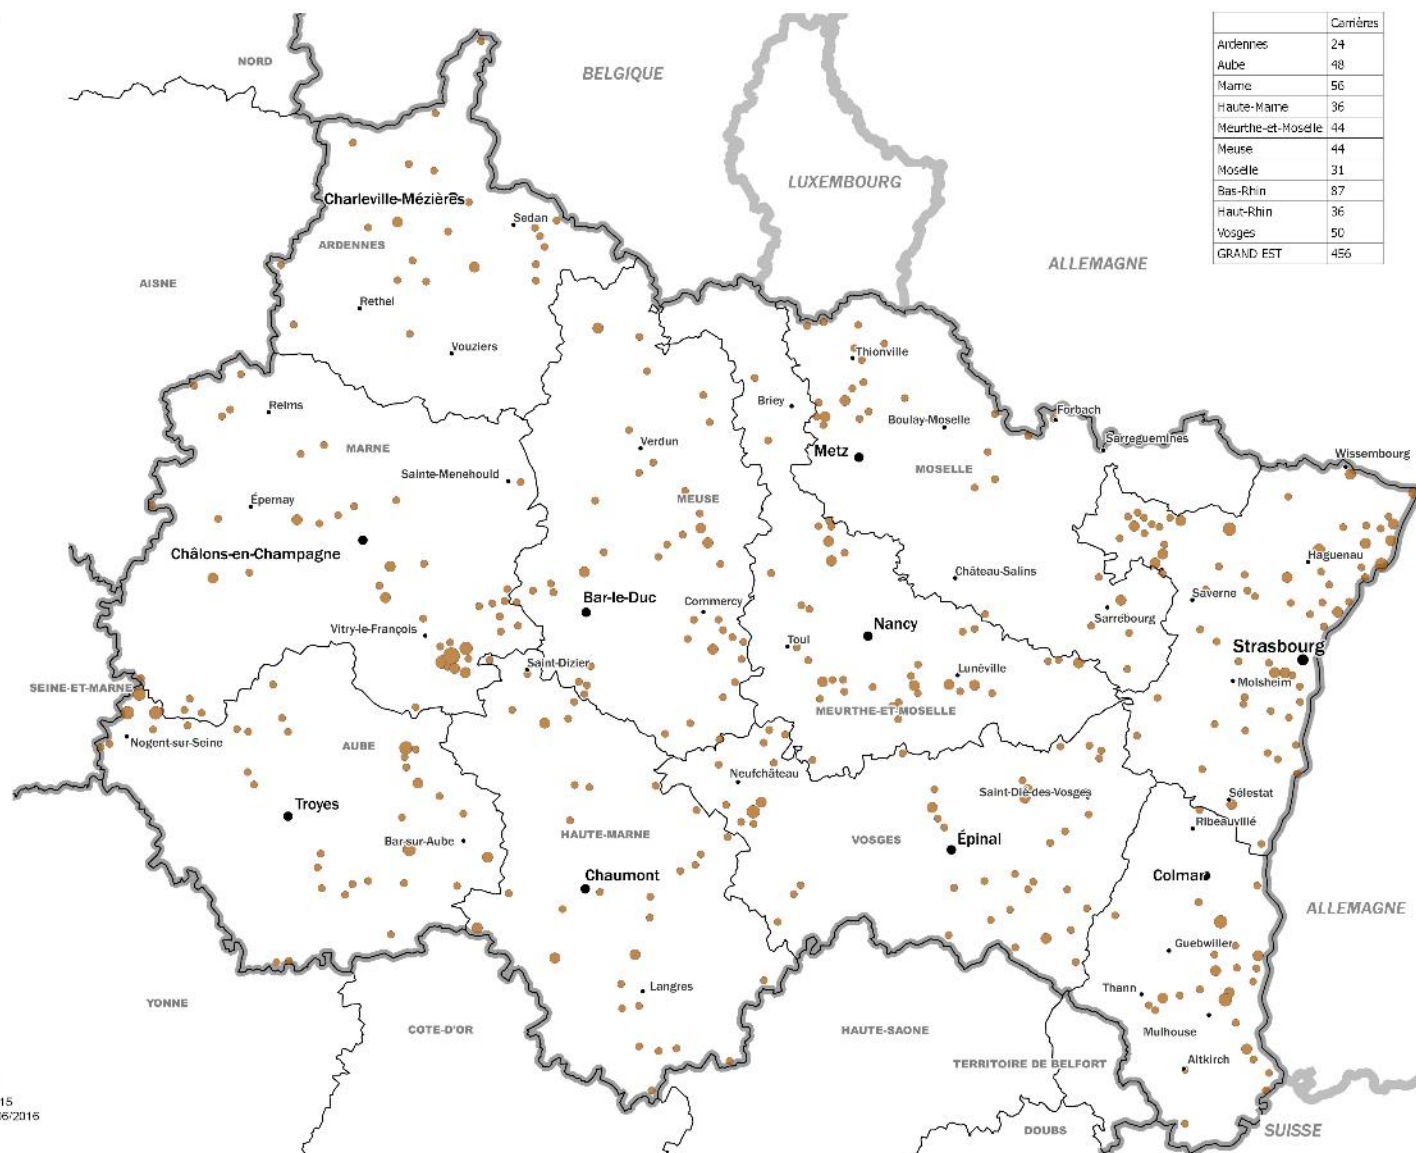 Carrières
Ardennes 24
Aube 48
Marne 56
Haute-Marne 36
Meurthe-et-Moselle 44
Meuse 44
Moselle 31
Bas-Rhin 87
Haut-Rhin 36
Vosges 50
GRAND EST 456
NORD
BELGIQUE
LUXEMBOURG
Charleville-Mézières
Sedan
ARDENNES
ALLEMAGNE
AISNE
Rethel
Vouziers
Thionville
Reims
Briey
Forbach
Boulay-Moselle
Sarreguemines
MARNE
Verdun
Metz
Wissembourg
Sainte-Menehould
MOSELLE
Épernay
MEUSE
Châlons-en-Champagne
Haguenau
Château-Salins
Bar-le-Duc
Commercy
Saverne
Sarrebourg
Vitry-le-François
Nancy
Toul
Strasbourg
Saint-Dizier
Lunéville
Molsheim
SEINE-ET-MARNE
MEURTHE-ET-MOSELLE
Nogent-sur-Seine
AUBE
Neufchâteau
Saint-Dié-des-Vosges
Sélestat
Troyes
Ribeauvillé
HAUTE-MARNE
Bar-sur-Aube
VOSGES
Épinal
Chaumont
Colmar
ALLEMAGNE
Guebwiller
Langres
Thann
YONNE
COTE-D'OR
HAUTE-SAONE
Mulhouse
TERRITOIRE DE BELFORT
Altkirch
15
6/2016
DOUBS
SUISSE